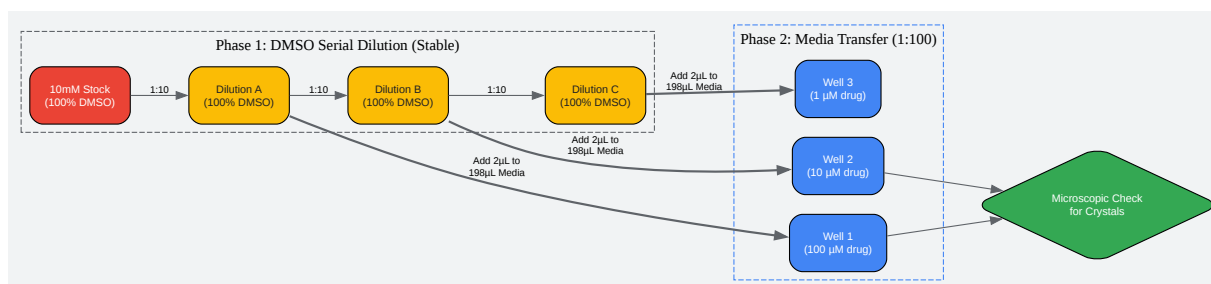 Phase 1: DMSO Serial Dilution (Stable)
10mM Stock
(100% DMSO)
1:10
Dilution A
(100% DMSO)
1:10
Dilution B
(100% DMSO)
1:10
Dilution C
(100% DMSO)
Add 2µL to
198µL Media
Add 2µL to
198µL Media
Add 2µL to
198µL Media
Phase 2: Media Transfer (1:100)
Well 3
(1 µM drug)
Well 2
(10 µM drug)
Well 1
(100 µM drug)
Microscopic Check
for Crystals